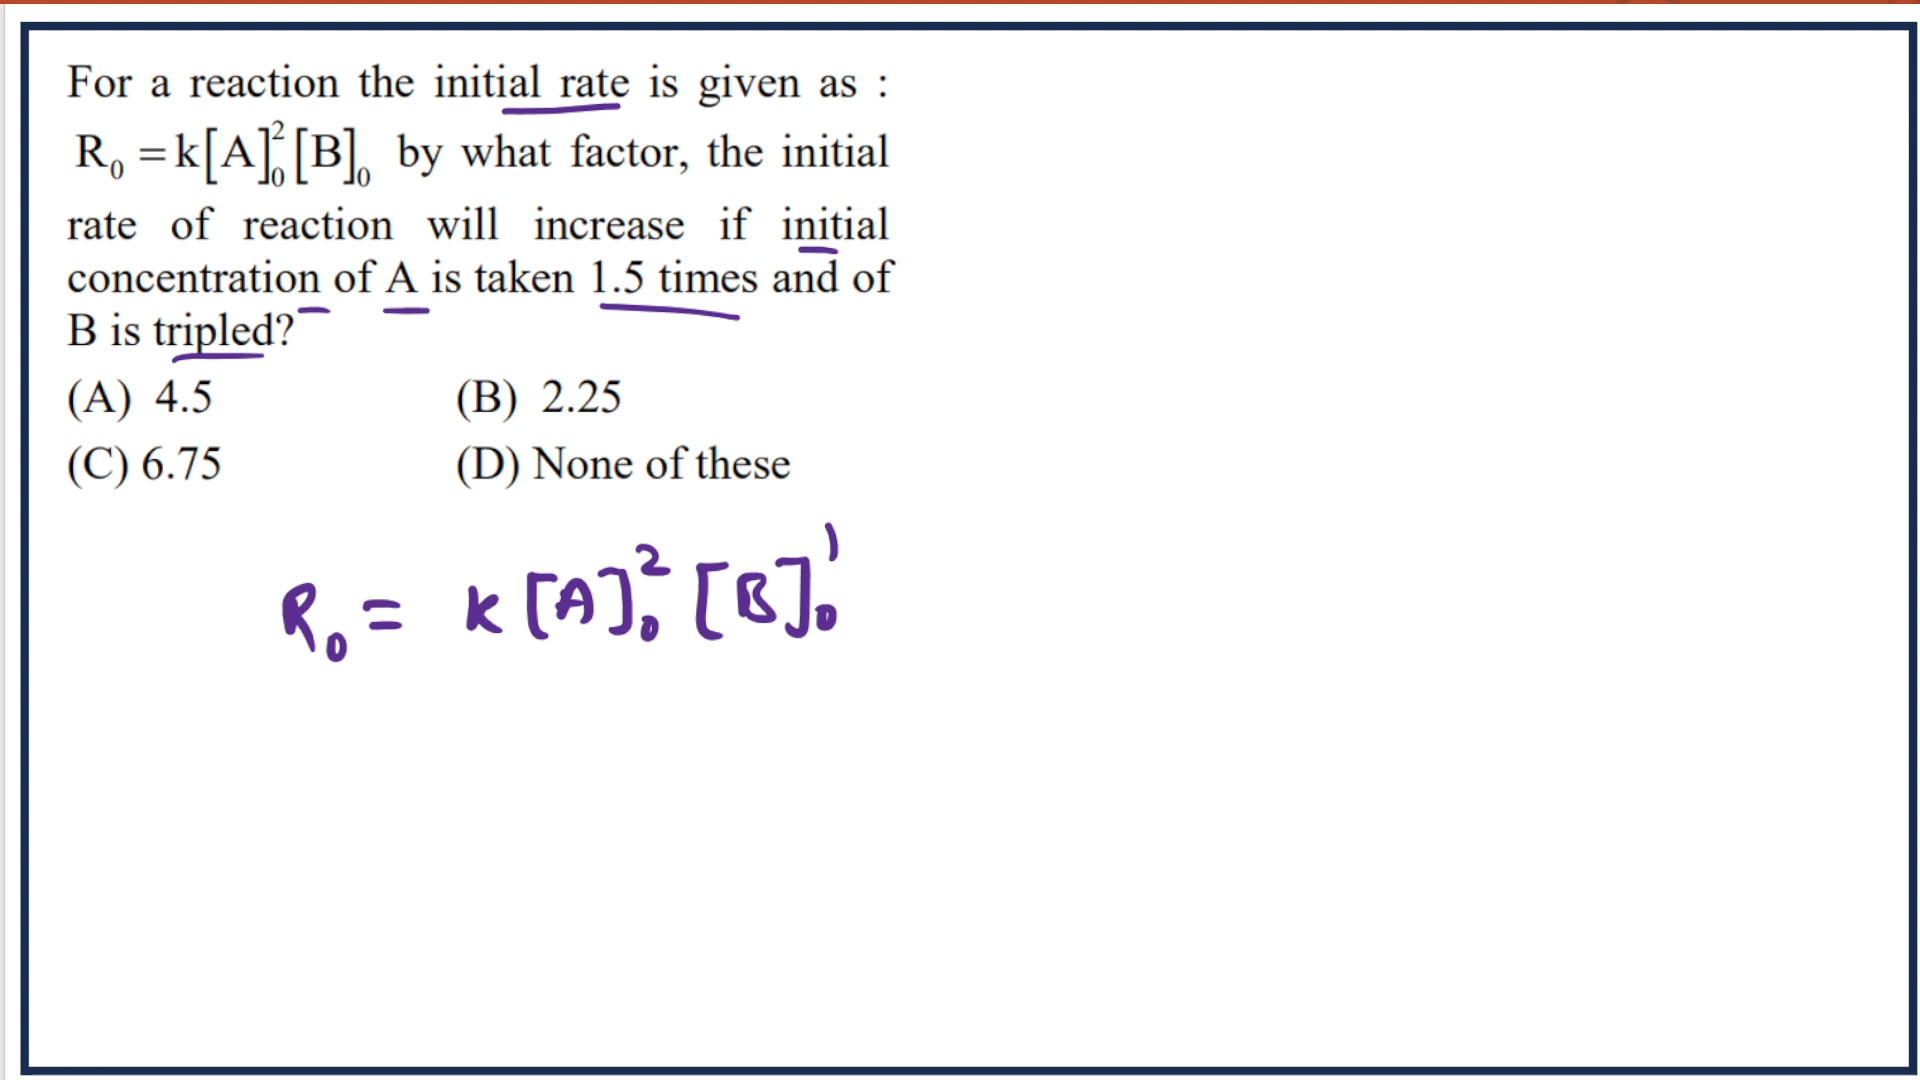 For a reaction the initial rate is given as :
R₀ = k[A]₀²[B]₀ by what factor, the initial
rate of reaction will increase if initial
concentration of A is taken 1.5 times and of
B is tripled?
(A) 4.5 (B) 2.25
(C) 6.75 (D) None of these
R₀ = K [A]₀² [B]₀¹